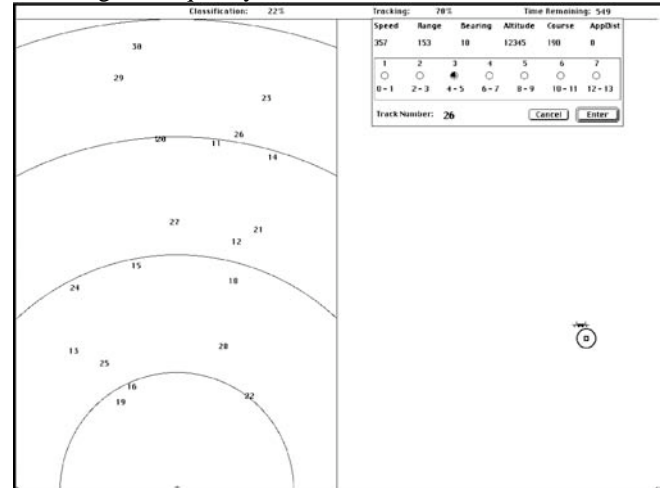 Classification: 22%
Tracking: 78%
Time Remaining: 549
Speed Range Bearing Altitude Course AppDist
357 153 10 12345 190 0
1 2 3 4 5 6 7
0 - 1 2 - 3 4 - 5 6 - 7 8 - 9 10 - 11 12 - 13
Track Number: 26
Cancel Enter
30
29
23
26
20
11
14
27
21
12
15
18
24
28
13
25
16
22
19